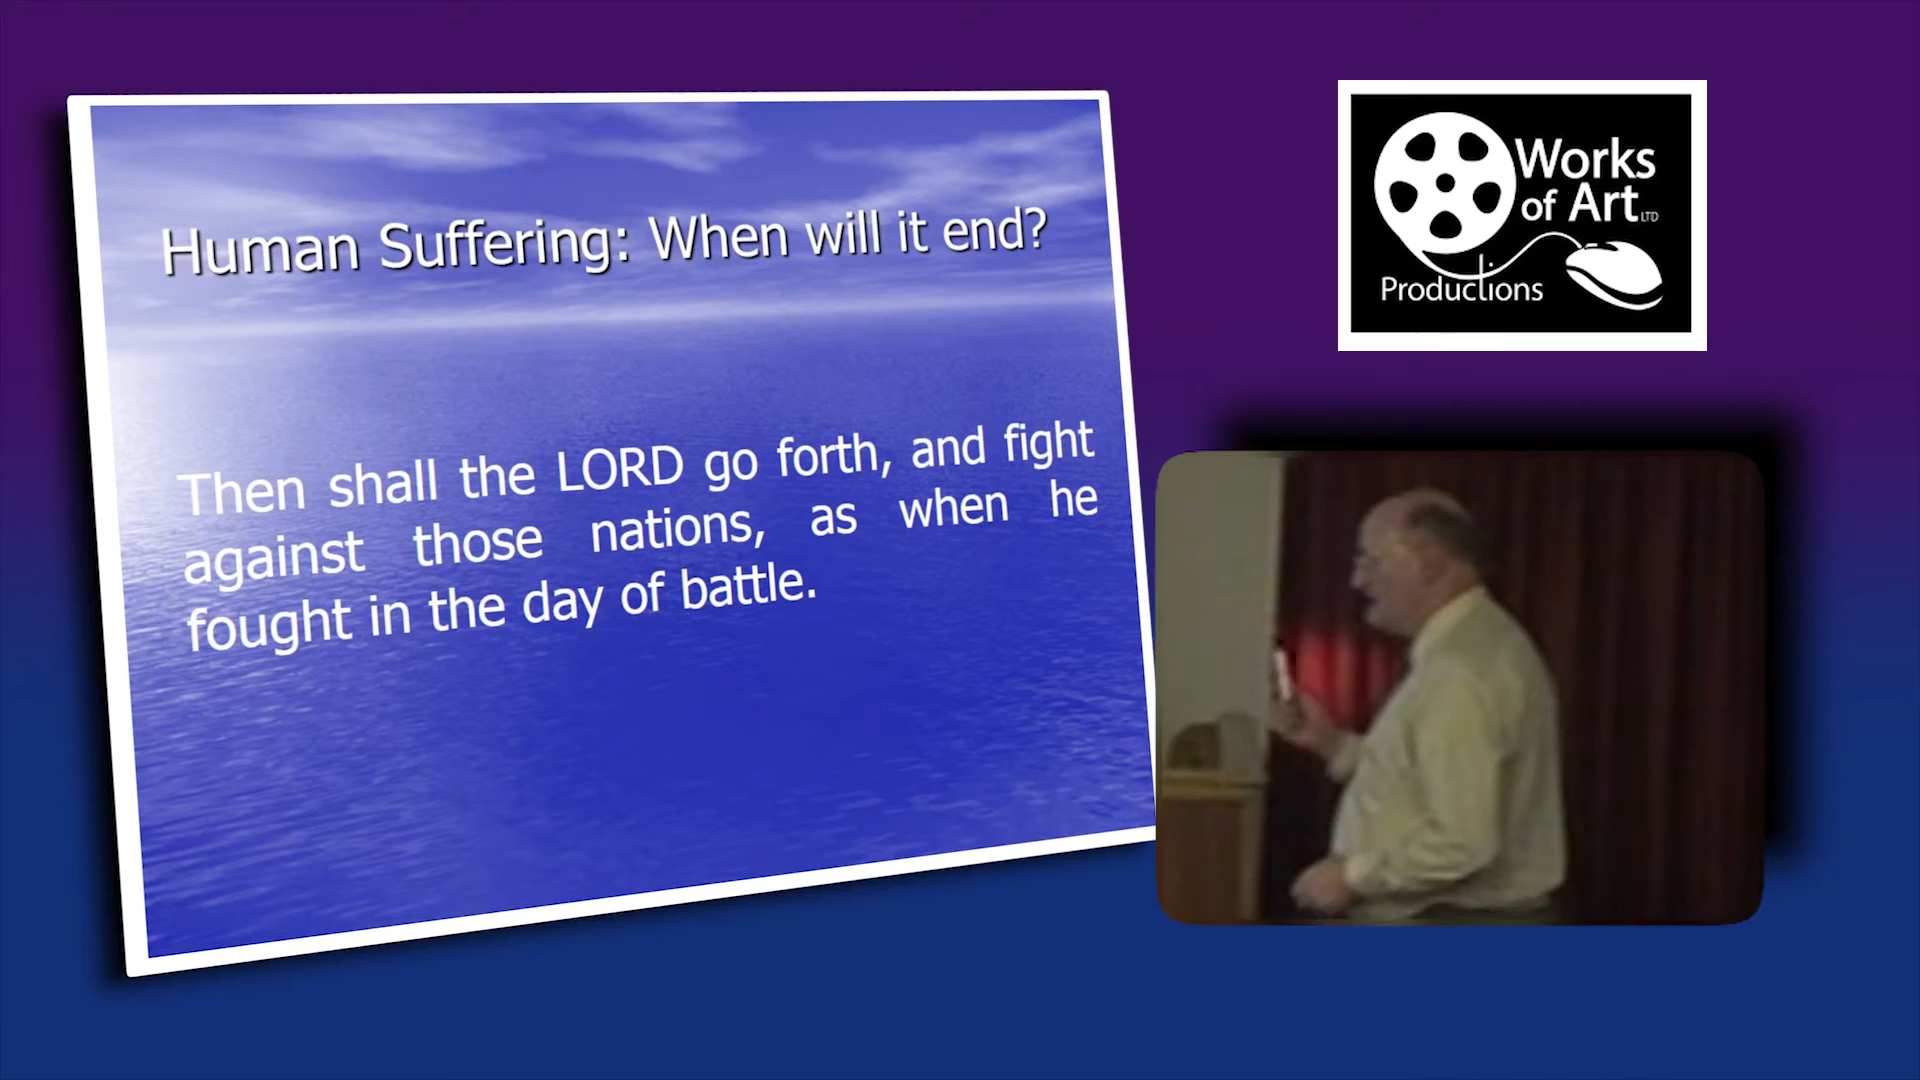 Human Suffering: When will it end?
Then shall the LORD go forth, and fight
against those nations, as when he
fought in the day of battle.
Works
of Art LTD
Productions